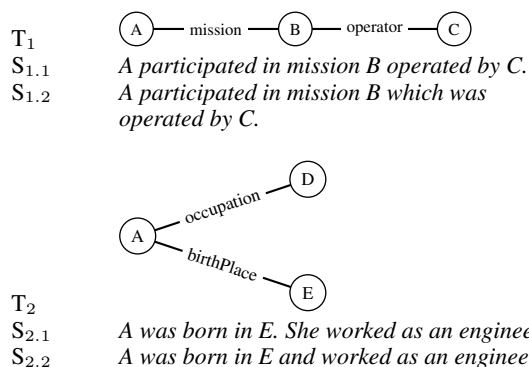 T1 A mission B operator C
S1.1 A participated in mission B operated by C.
S1.2 A participated in mission B which was
operated by C.
D
occupation
A
birthPlace
E
T2
S2.1 A was born in E. She worked as an enginee
S2.2 A was born in E and worked as an enginee